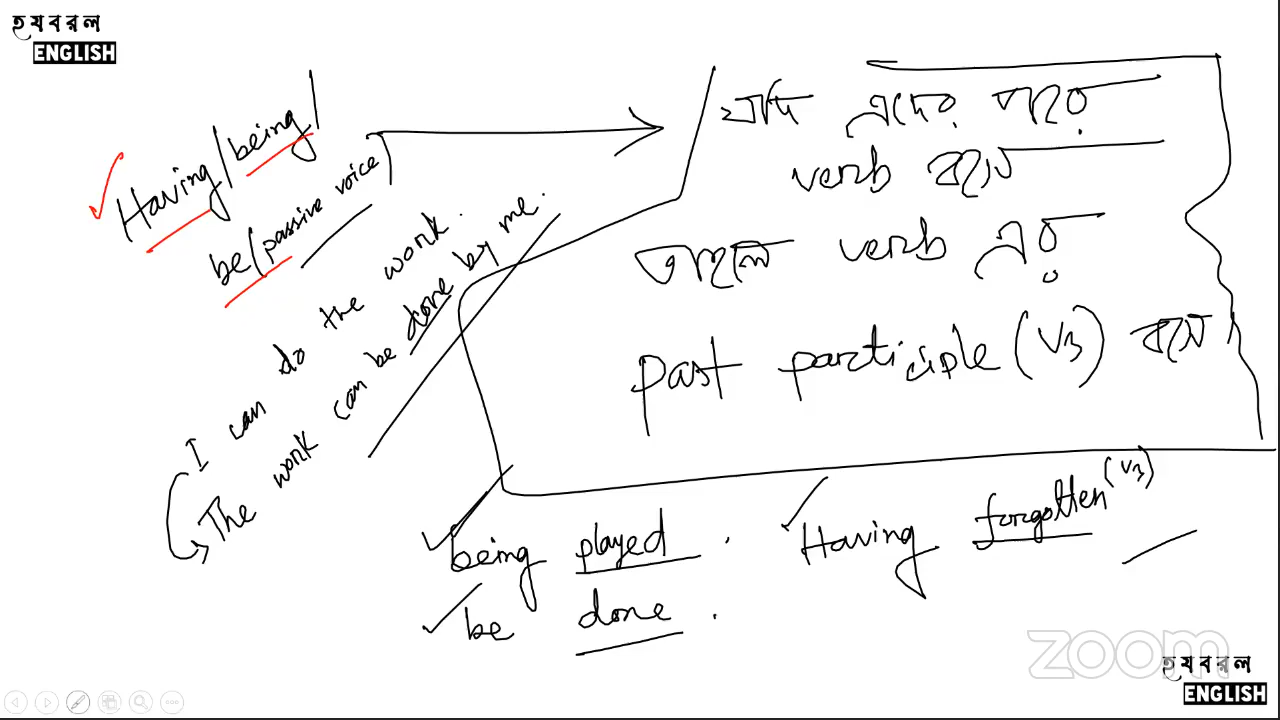 হ য ব র ল
ENGLISH
Having/being/
be (passive voice)
যদি এদের পরে
verb বসে
তাহলে verb এর
past participle (V3) বসে
I can do the work.
The work can be done by me.
being played.
Having forgotten (V3)
be done.
zoom
হ য ব র ল
ENGLISH